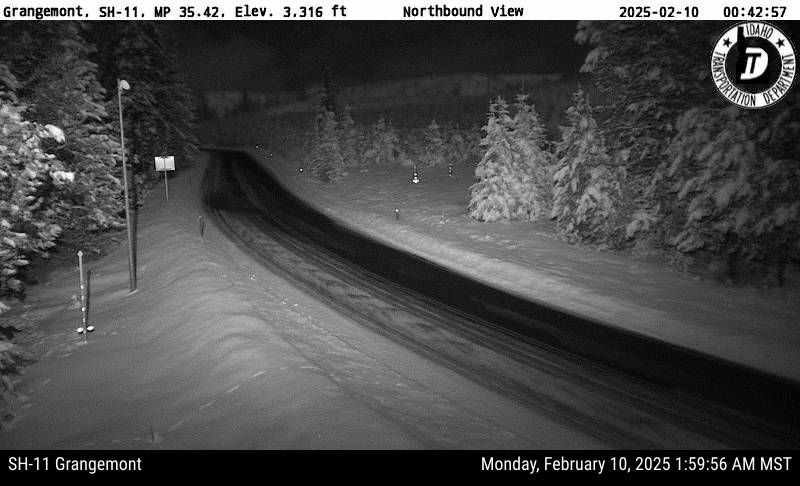 Grangemont, SH-11, MP 35.42, Elev. 3,316 ft Northbound View 2025-02-10 00:42:57
IDAHO
TRANSPORTATION DEPARTMENT
SH-11 Grangemont Monday, February 10, 2025 1:59:56 AM MST